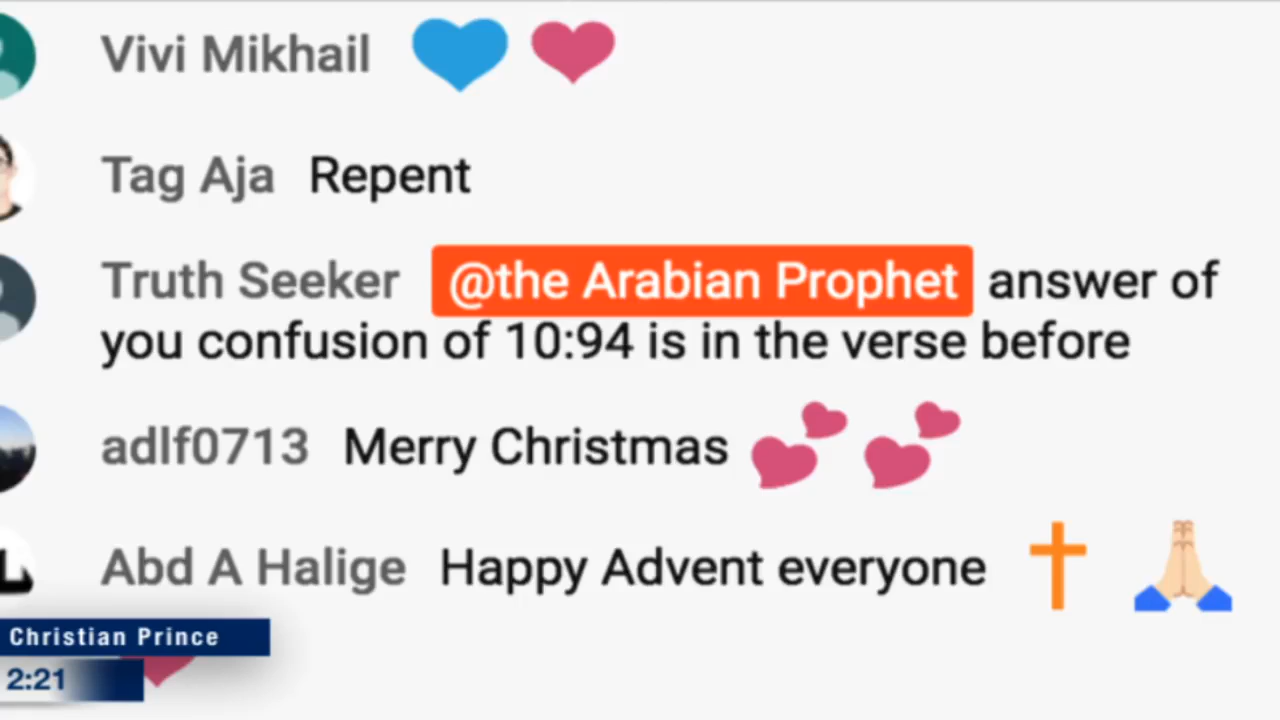 Vivi Mikhail 💙 ❤
Tag Aja Repent
Truth Seeker @the Arabian Prophet answer of
you confusion of 10:94 is in the verse before
adlf0713 Merry Christmas 💕 💕
Abd A Halige Happy Advent everyone ✝ 🙏🏻
Christian Prince
2:21